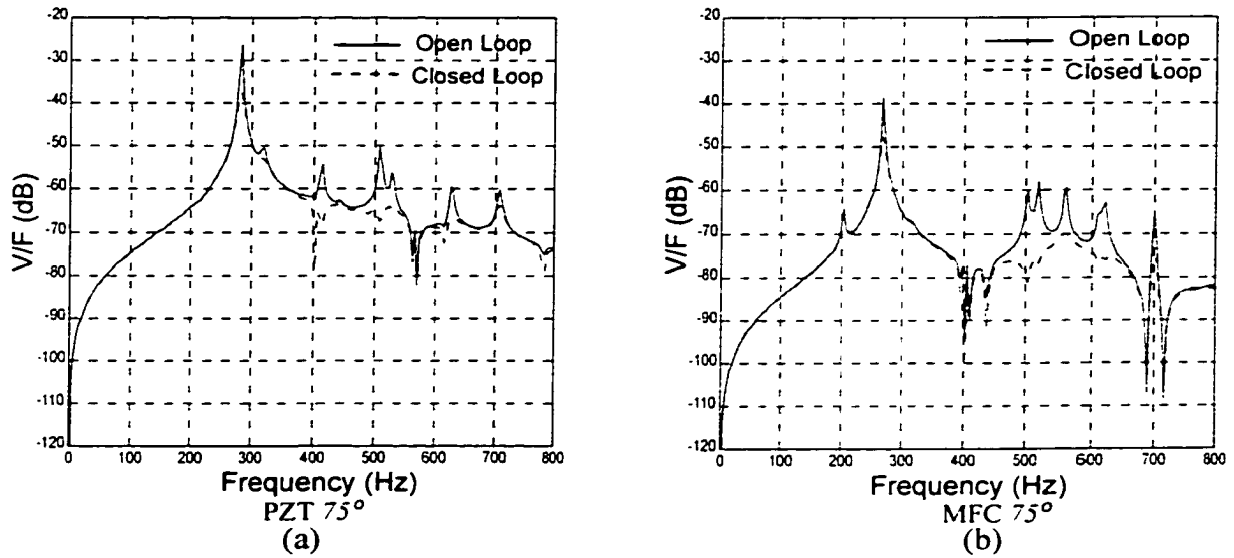 -20
-30
-40
-50
-60
-70
-80
-90
-100
-110
-120
V/F (dB)
Open Loop
Closed Loop
0 100 200 300 400 500 600 700 800
Frequency (Hz)
PZT 75°
(a)
-20
-30
-40
-50
-60
-70
-80
-90
-100
-110
-120
V/F (dB)
Open Loop
Closed Loop
0 100 200 300 400 500 600 700 800
Frequency (Hz)
MFC 75°
(b)